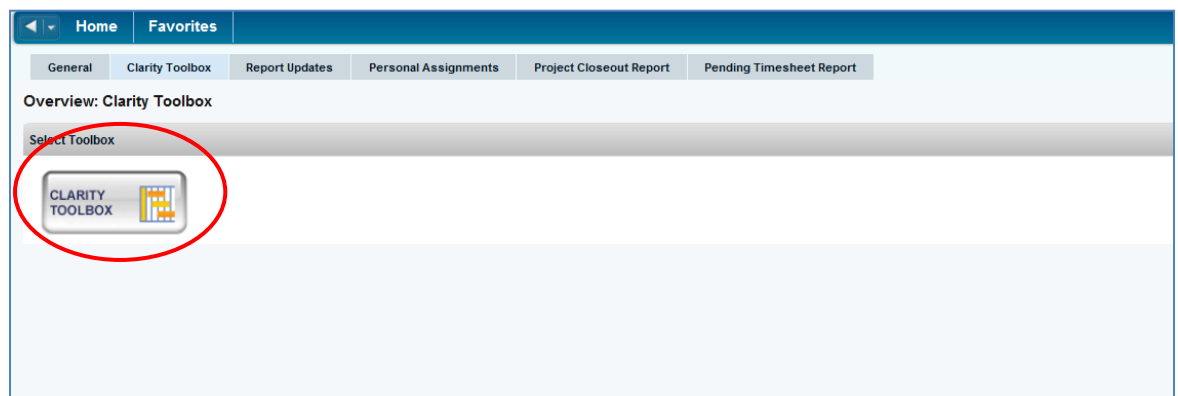 Home Favorites
General Clarity Toolbox Report Updates Personal Assignments Project Closeout Report Pending Timesheet Report
Overview: Clarity Toolbox
Select Toolbox
CLARITY
TOOLBOX